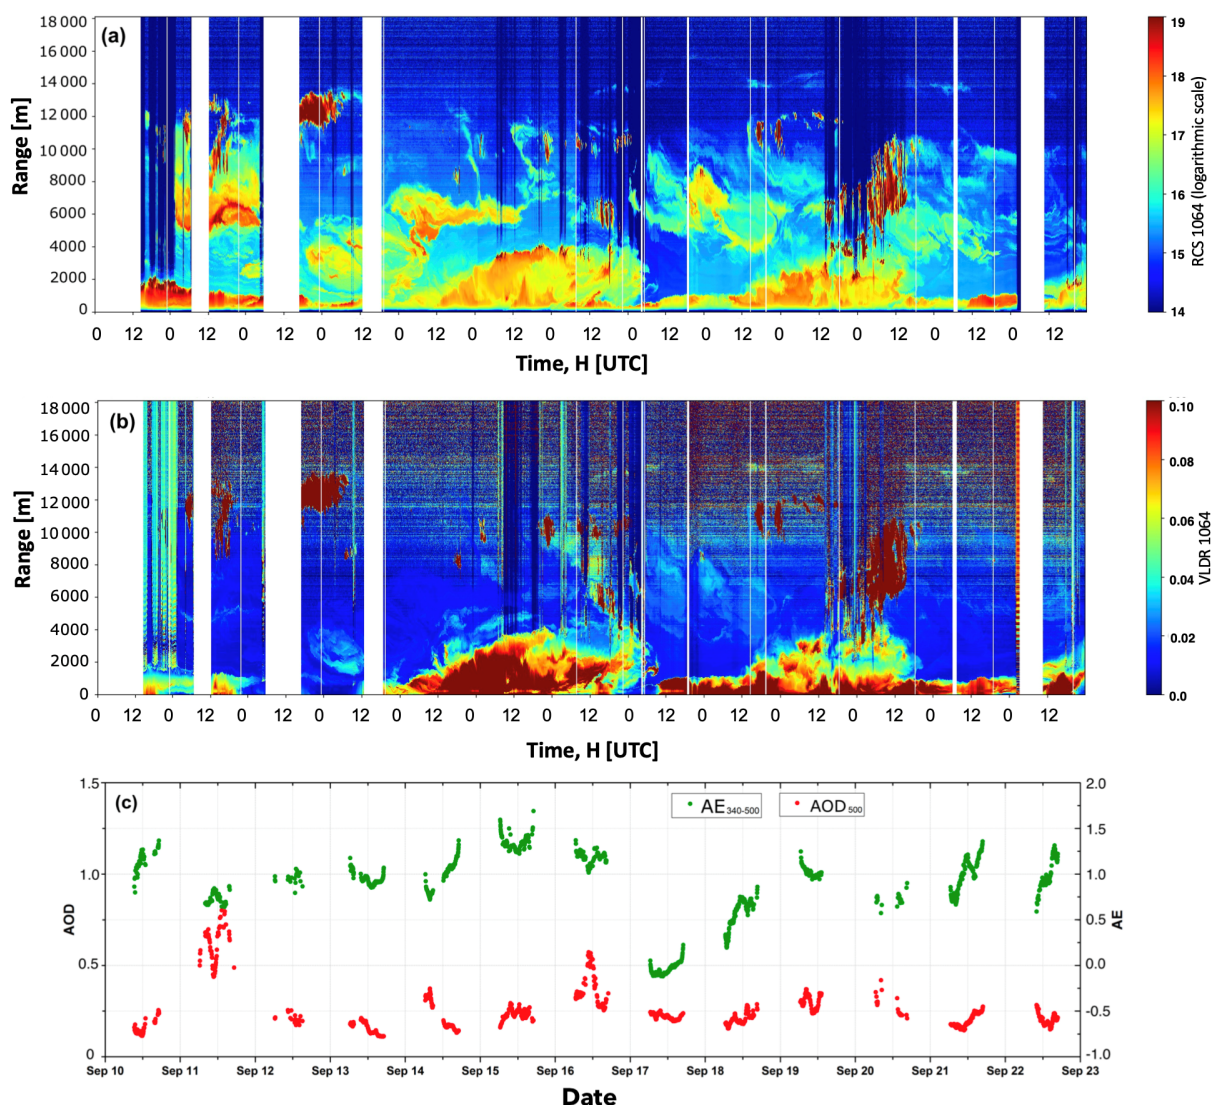 (a)
18 000
16 000
14 000
12 000
10 000
8000
6000
4000
2000
0
Range [m]
0 12 0 12 0 12 0 12 0 12 0 12 0 12 0 12 0 12 0 12 0 12 0 12 0 12
Time, H [UTC]
19
18
17
16
15
14
RCS 1064 (logarithmic scale)
(b)
18 000
16 000
14 000
12 000
10 000
8000
6000
4000
2000
0
Range [m]
0 12 0 12 0 12 0 12 0 12 0 12 0 12 0 12 0 12 0 12 0 12 0 12 0 12
Time, H [UTC]
0.10
0.08
0.06
0.04
0.02
0.0
VLDR 1064
(c)
1.5
1.0
0.5
0
AOD
AE 340-500
AOD 500
2.0
1.5
1.0
0.5
0.0
-0.5
-1.0
AE
Sep 10 Sep 11 Sep 12 Sep 13 Sep 14 Sep 15 Sep 16 Sep 17 Sep 18 Sep 19 Sep 20 Sep 21 Sep 22 Sep 23
Date